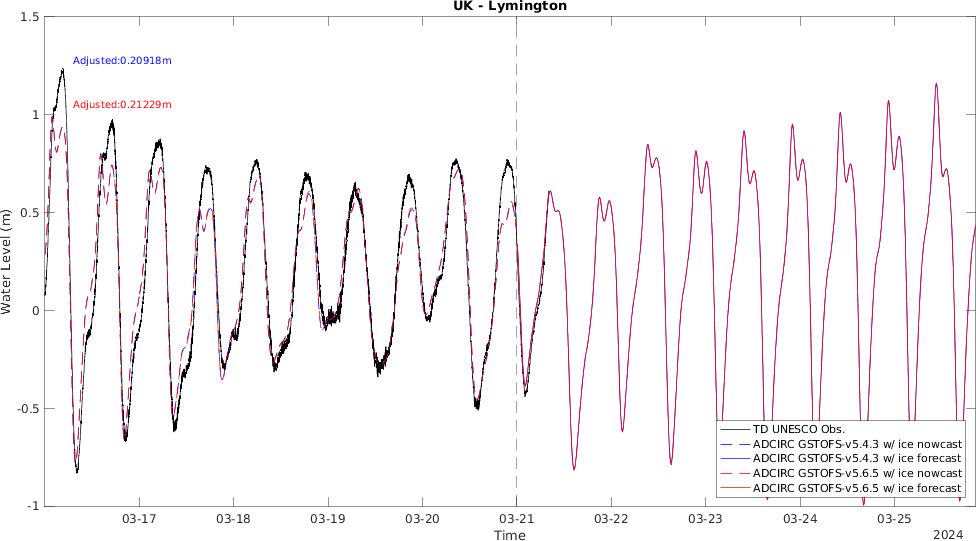 UK - Lymington
1.5
Adjusted:0.20918m
Adjusted:0.21229m
1
0.5
0
-0.5
-1
Water Level (m)
TD UNESCO Obs.
ADCIRC GSTOFS-v5.4.3 w/ ice nowcast
ADCIRC GSTOFS-v5.4.3 w/ ice forecast
ADCIRC GSTOFS-v5.6.5 w/ ice nowcast
ADCIRC GSTOFS-v5.6.5 w/ ice forecast
03-17 03-18 03-19 03-20 03-21 03-22 03-23 03-24 03-25
Time
2024